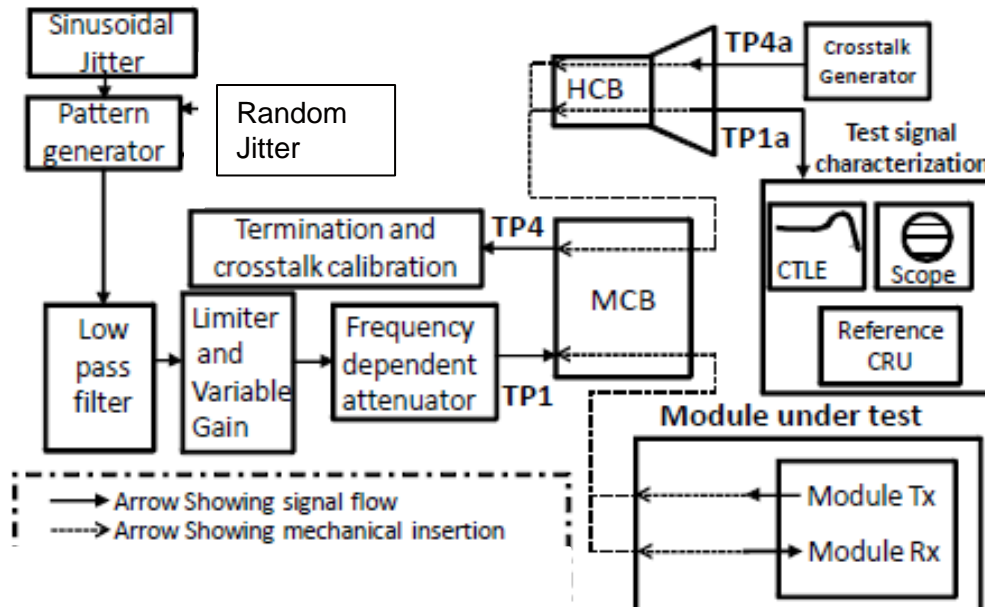 Sinusoidal
Jitter
Pattern
generator
Random
Jitter
HCB
TP4a
Crosstalk
Generator
TP1a
Test signal
characterization
CTLE
Scope
Reference
CRU
Termination and
crosstalk calibration
TP4
MCB
Low
pass
filter
Limiter
and
Variable
Gain
Frequency
dependent
attenuator
TP1
Module under test
Module Tx
Module Rx
Arrow Showing signal flow
Arrow Showing mechanical insertion